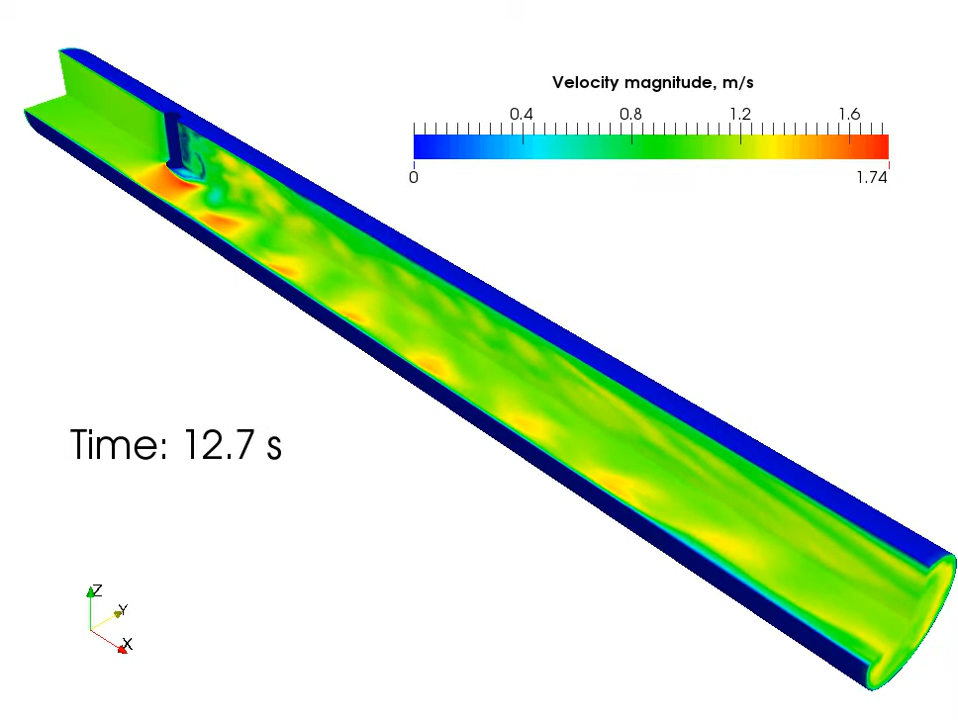 Velocity magnitude, m/s
0.4 0.8 1.2 1.6
0 1.74
Time: 12.7 s
Z
Y
X